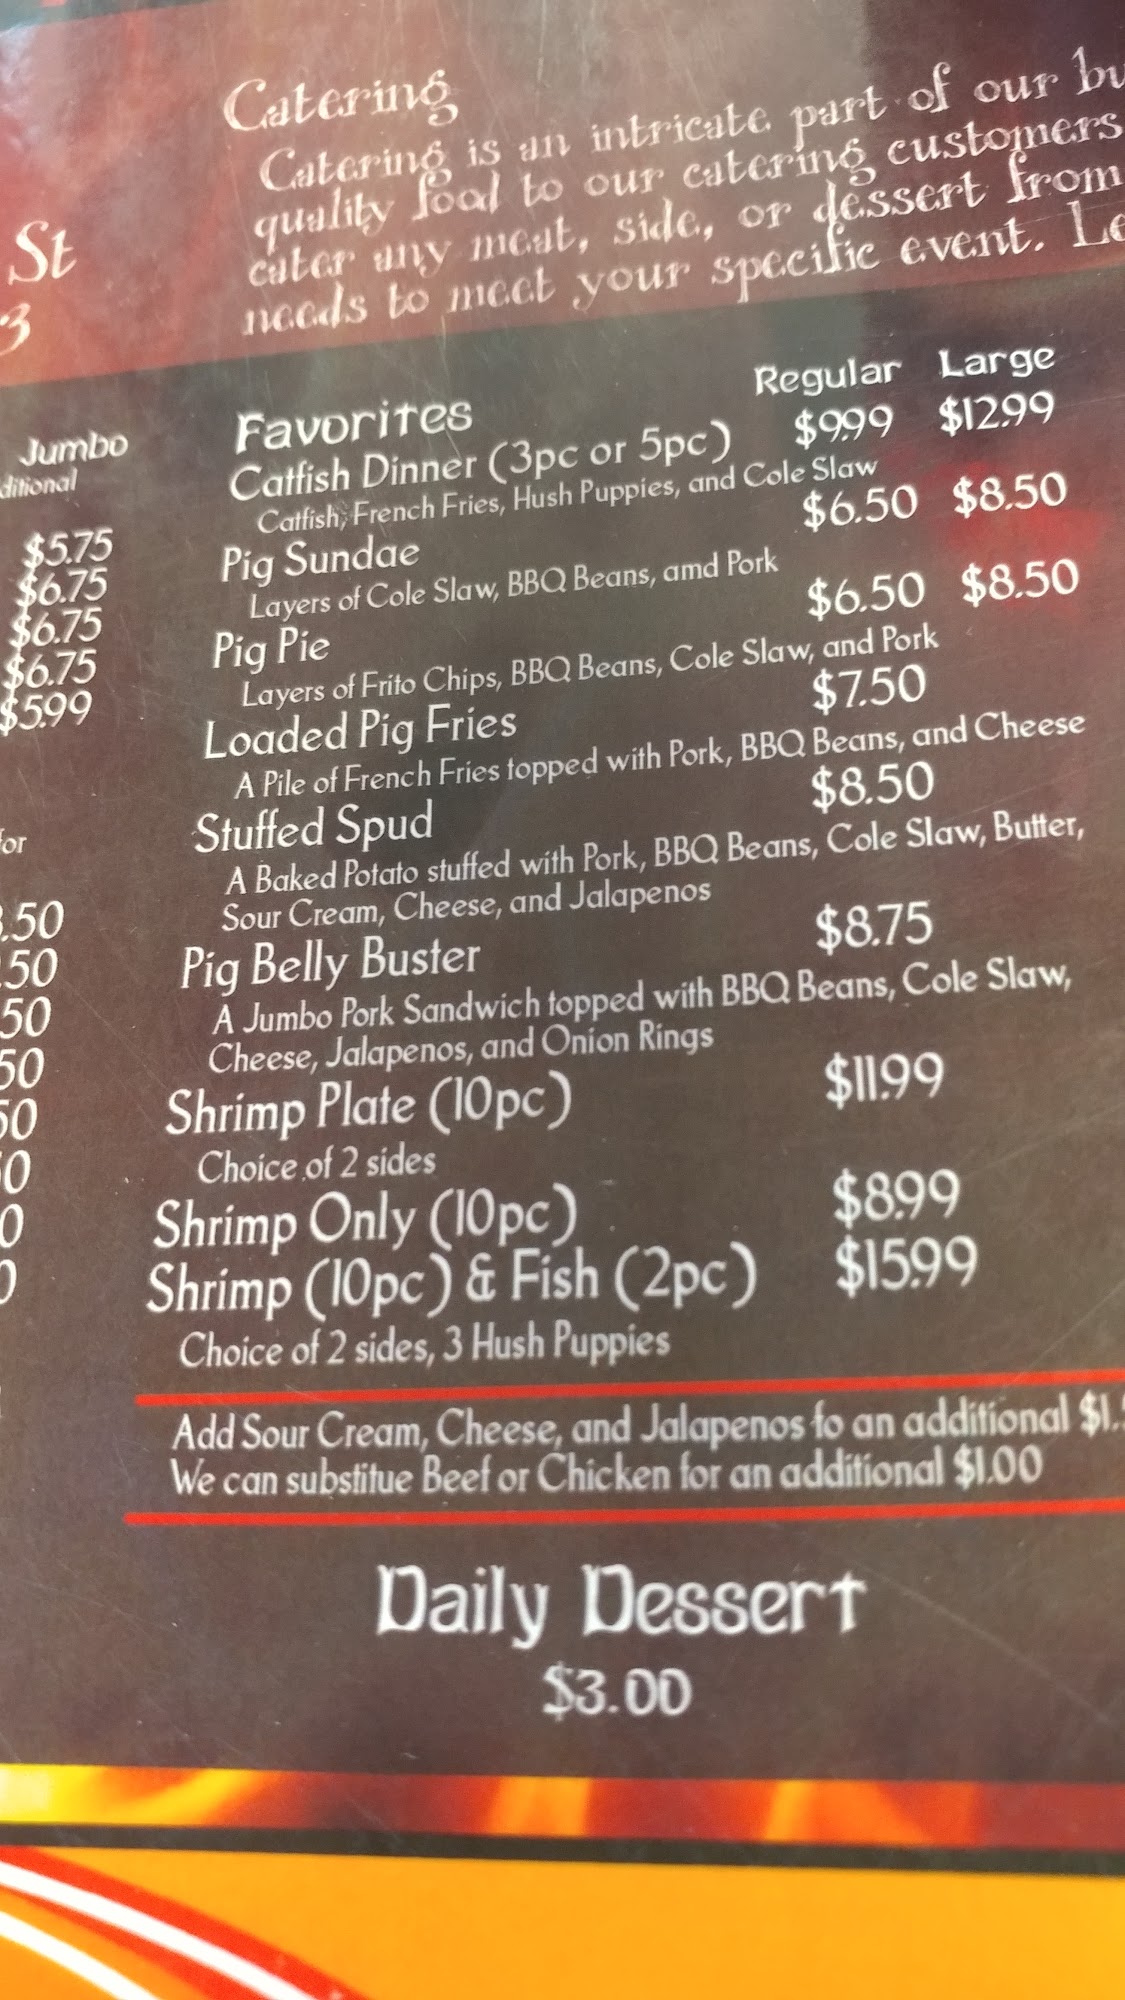 Catering
Catering is an intricate part of our
quality food to our catering customers
cater any meat, side, or dessert from
needs to meet your specific event.
St
3
Jumbo
$5.75
$6.75
$6.75
$6.75
$5.99
.50
.50
50
50
50
0
0
Favorites Regular Large
Catfish Dinner (3pc or 5pc) $9.99 $12.99
Catfish, French Fries, Hush Puppies, and Cole Slaw
Pig Sundae $6.50 $8.50
Layers of Cole Slaw, BBQ Beans, amd Pork
Pig Pie $6.50 $8.50
Layers of Frito Chips, BBQ Beans, Cole Slaw, and Pork
Loaded Pig Fries $7.50
A Pile of French Fries topped with Pork, BBQ Beans, and Cheese
Stuffed Spud $8.50
A Baked Potato stuffed with Pork, BBQ Beans, Cole Slaw, Butter,
Sour Cream, Cheese, and Jalapenos
Pig Belly Buster $8.75
A Jumbo Pork Sandwich topped with BBQ Beans, Cole Slaw,
Cheese, Jalapenos, and Onion Rings
Shrimp Plate (10pc) $11.99
Choice of 2 sides
Shrimp Only (10pc) $8.99
Shrimp (10pc) & Fish (2pc) $15.99
Choice of 2 sides, 3 Hush Puppies
Add Sour Cream, Cheese, and Jalapenos fo an additional
We can substitue Beef or Chicken for an additional $1.00
Daily Dessert
$3.00